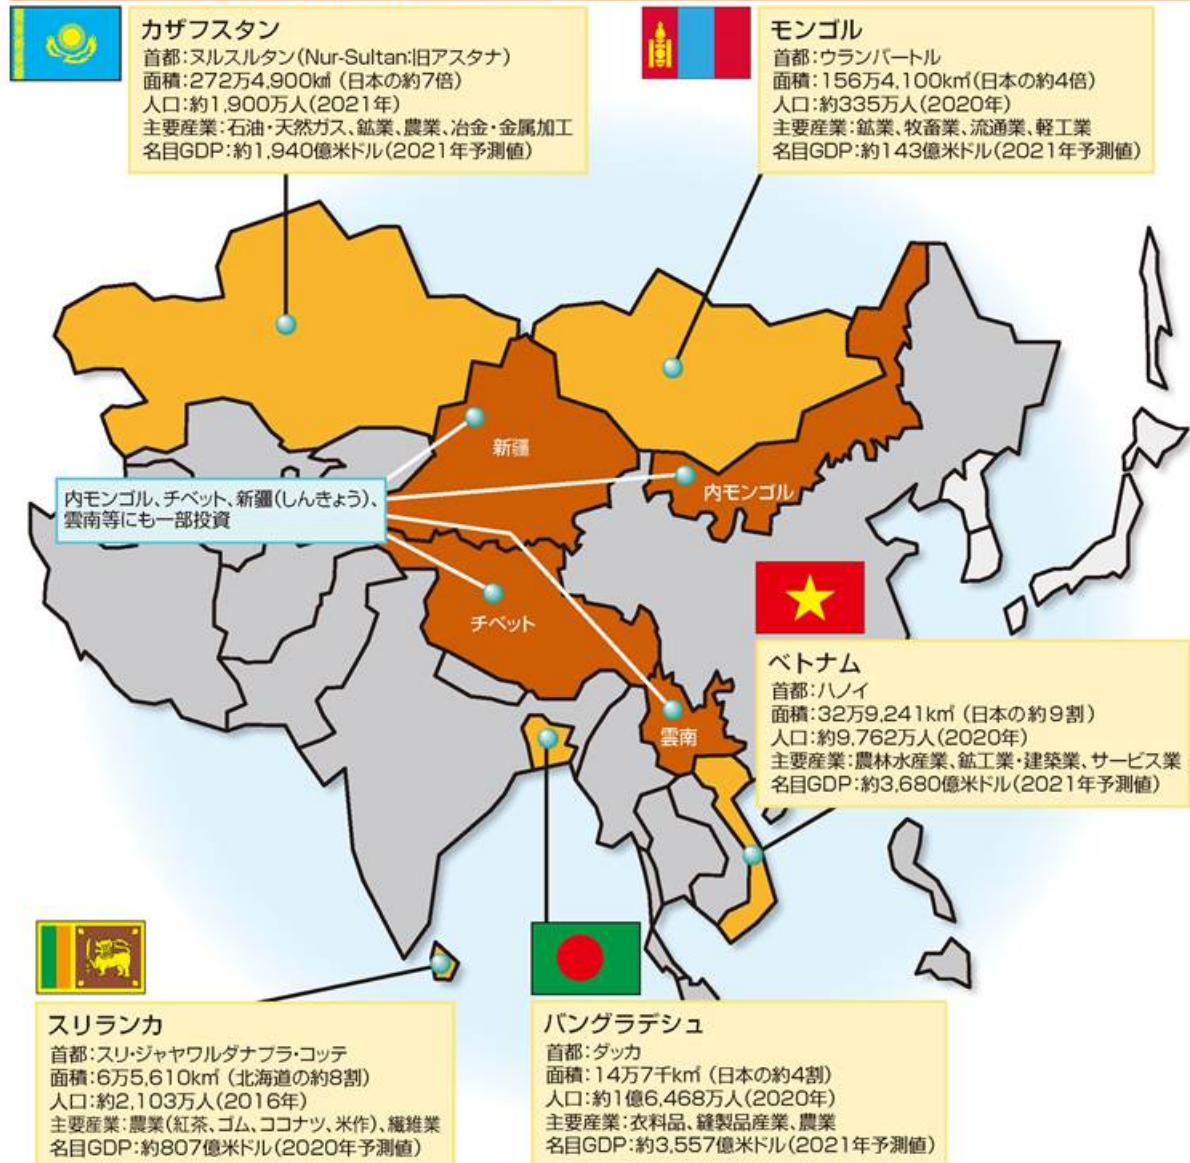 カザフスタン
首都:ヌルスルタン(Nur-Sultan:旧アスタナ)
面積:272万4,900㎢ (日本の約7倍)
人口:約1,900万人(2021年)
主要産業:石油・天然ガス、鉱業、農業、冶金・金属加工
名目GDP:約1,940億米ドル(2021年予測値)
モンゴル
首都:ウランバートル
面積:156万4,100k㎡(日本の約4倍)
人口:約335万人(2020年)
主要産業:鉱業、牧畜業、流通業、軽工業
名目GDP:約143億米ドル(2021年予測値)
新疆
内モンゴル
内モンゴル、チベット、新疆(しんきょう)、
雲南等にも一部投資
チベット
雲南
ベトナム
首都:ハノイ
面積:32万9,241k㎡ (日本の約9割)
人口:約9,762万人(2020年)
主要産業:農林水産業、鉱工業・建築業、サービス業
名目GDP:約3,680億米ドル(2021年予測値)
スリランカ
首都:スリ・ジャヤワルダナプラ・コッテ
面積:6万5,610k㎡ (北海道の約8割)
人口:約2,103万人(2016年)
主要産業:農業(紅茶、ゴム、ココナツ、米作)、繊維業
名目GDP:約807億米ドル(2020年予測値)
バングラデシュ
首都:ダッカ
面積:14万7千k㎡ (日本の約4割)
人口:約1億6,468万人(2020年)
主要産業:衣料品、縫製品産業、農業
名目GDP:約3,557億米ドル(2021年予測値)